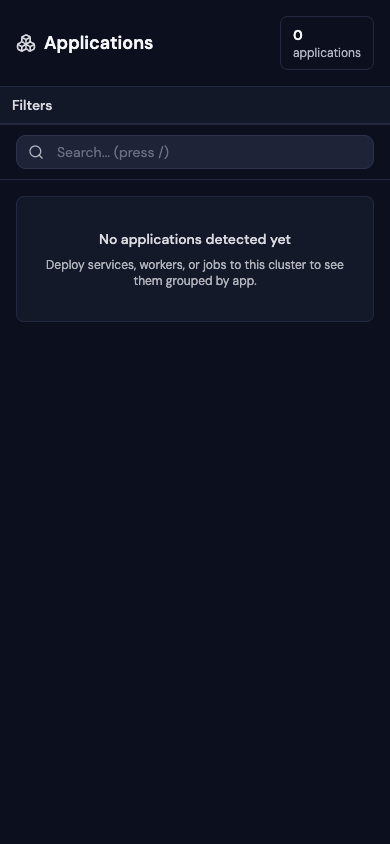 Applications
0
applications
Filters
Search... (press /)
No applications detected yet
Deploy services, workers, or jobs to this cluster to see
them grouped by app.